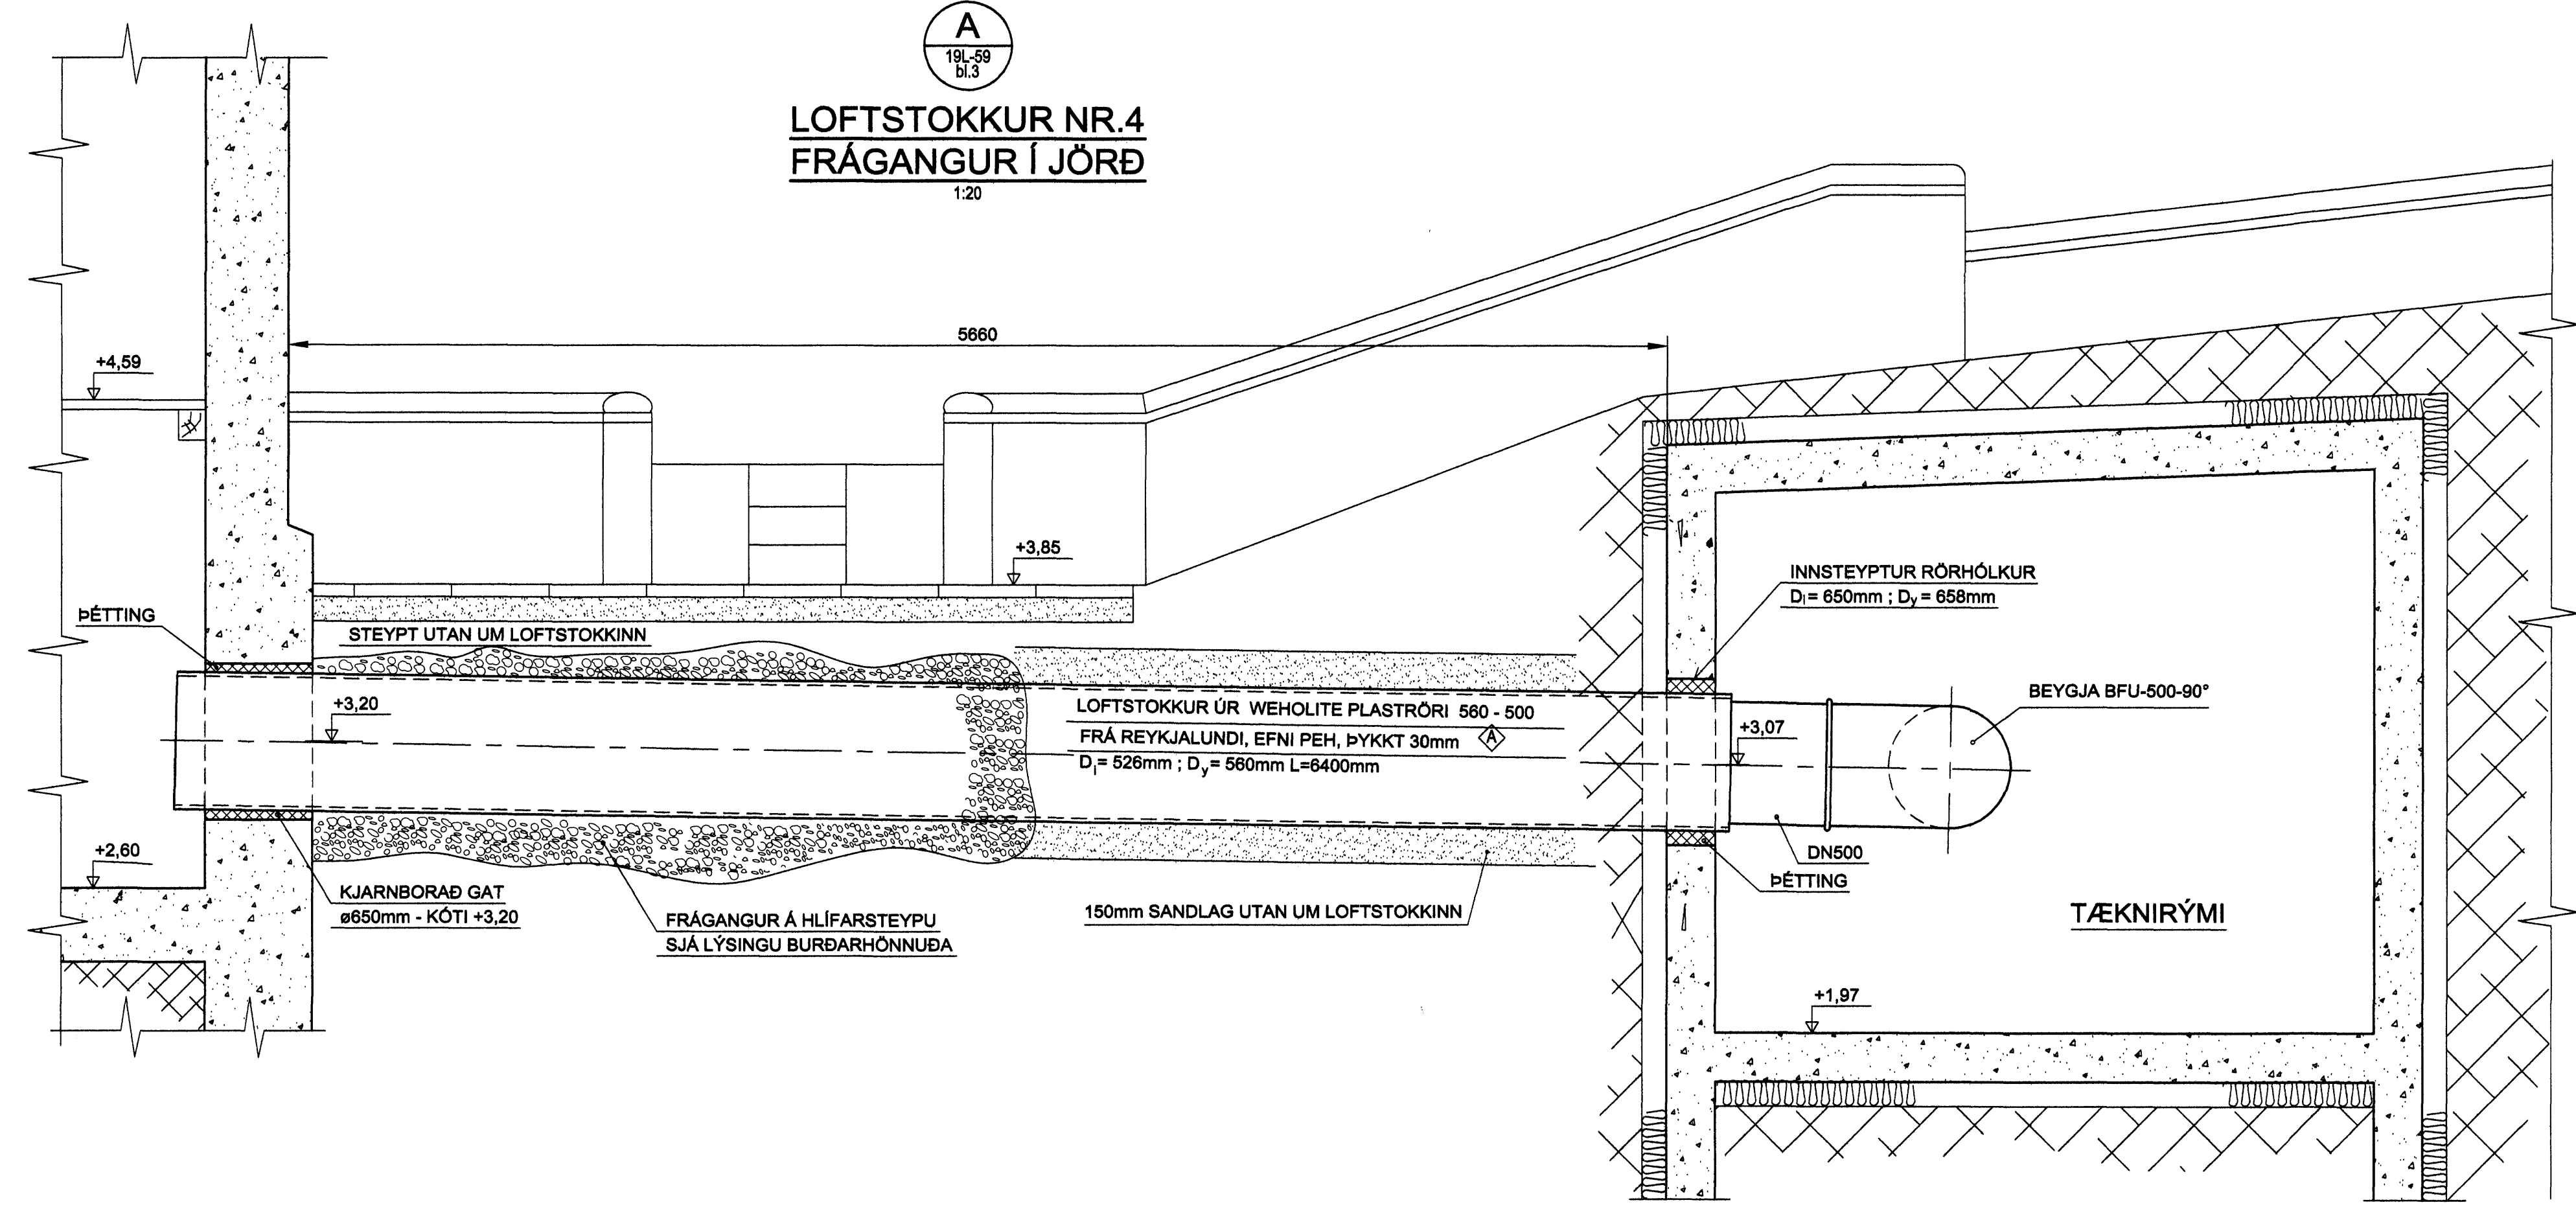 A
19L-59
bl.3
LOFTSTOKKUR NR.4
FRÁGANGUR Í JÖRÐ
1:20
5660
+4,59
+3,85
ÞÉTTING
STEYPT UTAN UM LOFTSTOKKINN
INNSTEYPTUR RÖRHÓLKUR
Di= 650mm ; Dy = 658mm
BEYGJA BFU-500-90°
+3,20
LOFTSTOKKUR ÚR WEHOLITE PLASTRÖRI 560 - 500
FRÁ REYKJALUNDI, EFNI PEH, ÞYKKT 30mm A
Di= 526mm ; Dy= 560mm L=6400mm
+3,07
+2,60
DN500
ÞÉTTING
KJARNBORAÐ GAT
ø650mm - KÓTI +3,20
FRÁGANGUR Á HLÍFARSTEYPU
SJÁ LÝSINGU BURÐARHÖNNUÐA
150mm SANDLAG UTAN UM LOFTSTOKKINN
TÆKNIRÝMI
+1,97